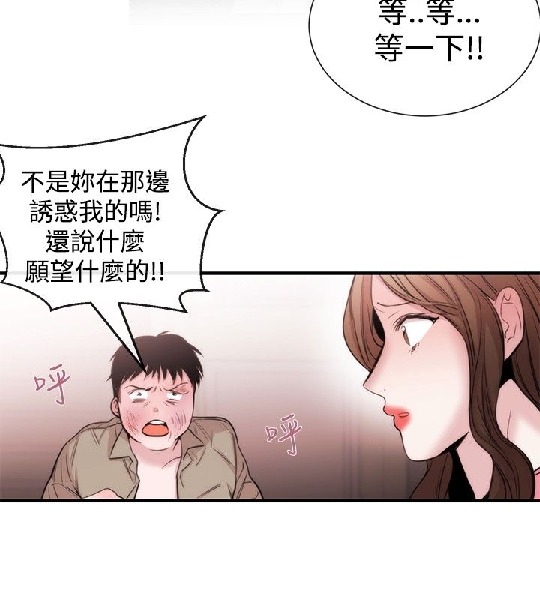 等..等...
等一下!!
不是妳在那邊
誘惑我的嗎!
還說什麼
願望什麼的!!
呼
呼